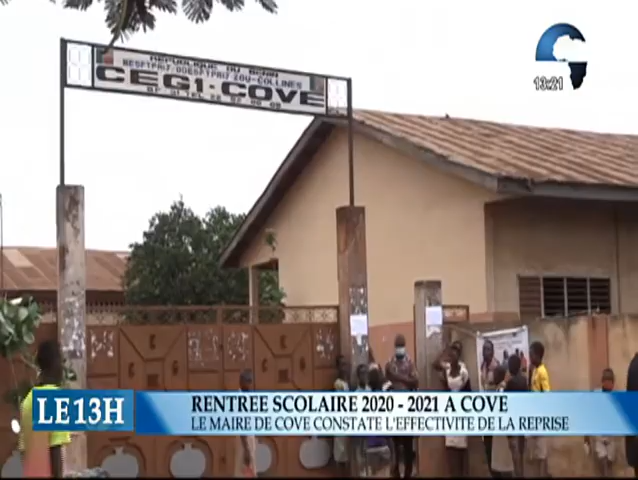 REPUBLIQUE DU BENIN
CEG1-COVE
13:21
LE13H
RENTREE SCOLAIRE 2020 - 2021 A COVE
LE MAIRE DE COVE CONSTATE L'EFFECTIVITE DE LA REPRISE